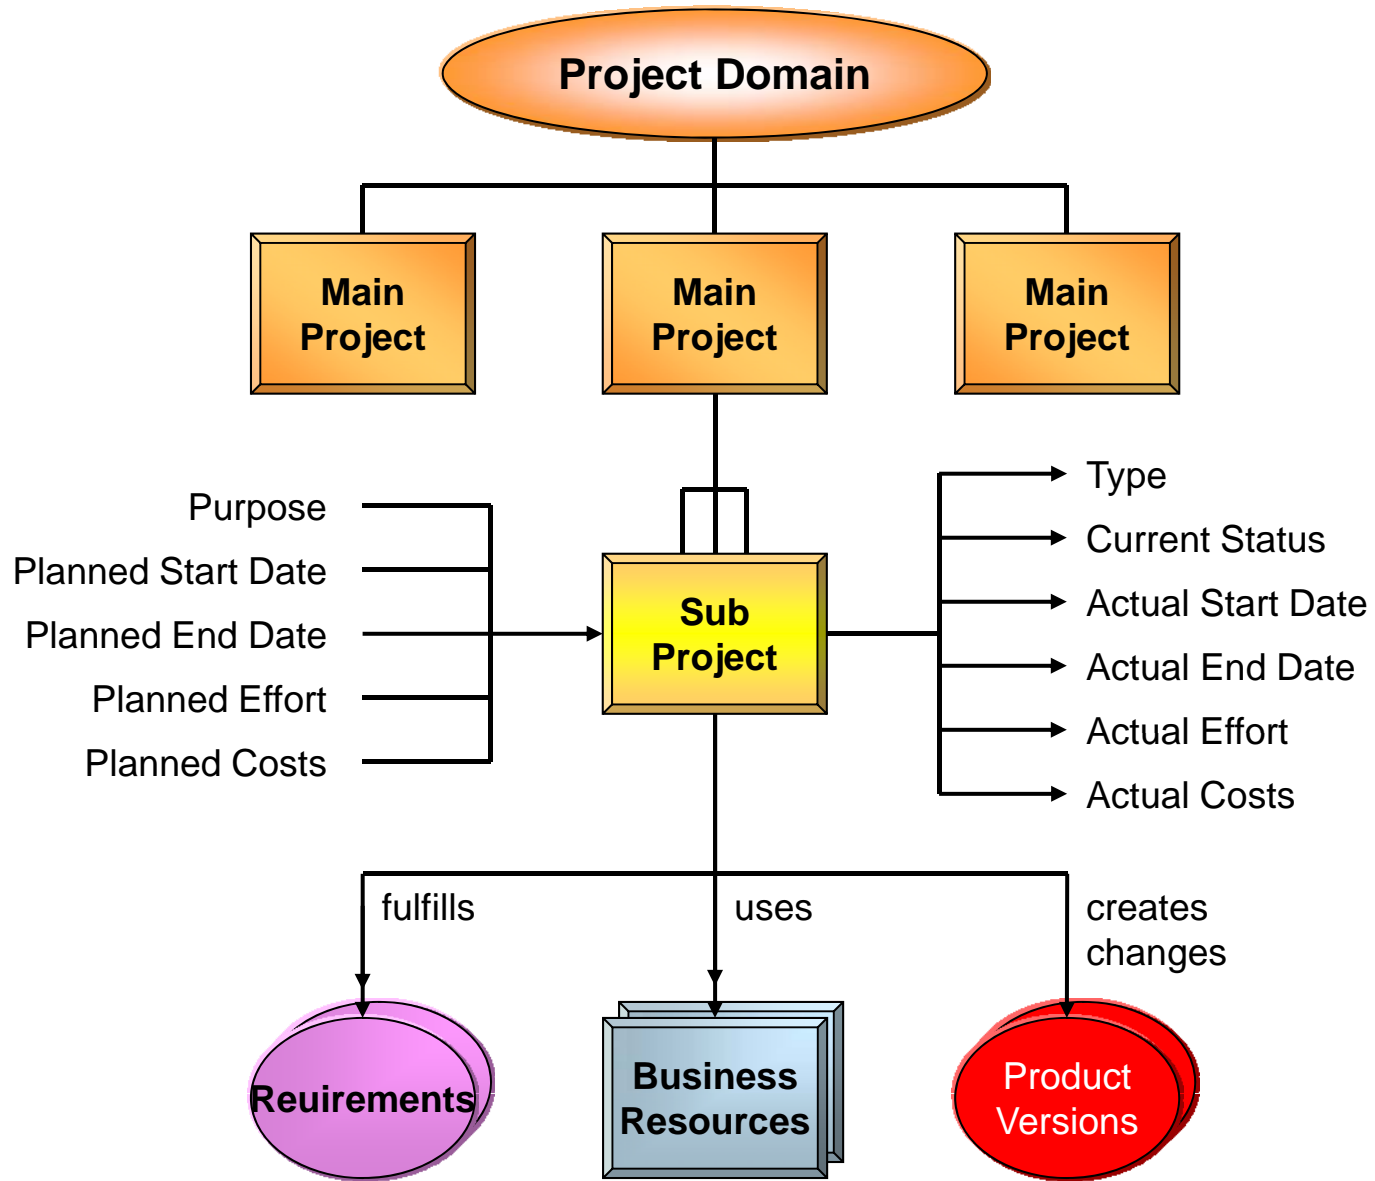 Project Domain
Main
Project
Main
Project
Main
Project
Purpose
Planned Start Date
Planned End Date
Planned Effort
Planned Costs
Sub
Project
Type
Current Status
Actual Start Date
Actual End Date
Actual Effort
Actual Costs
fulfills
uses
creates
changes
Reuirements
Business
Resources
Product
Versions